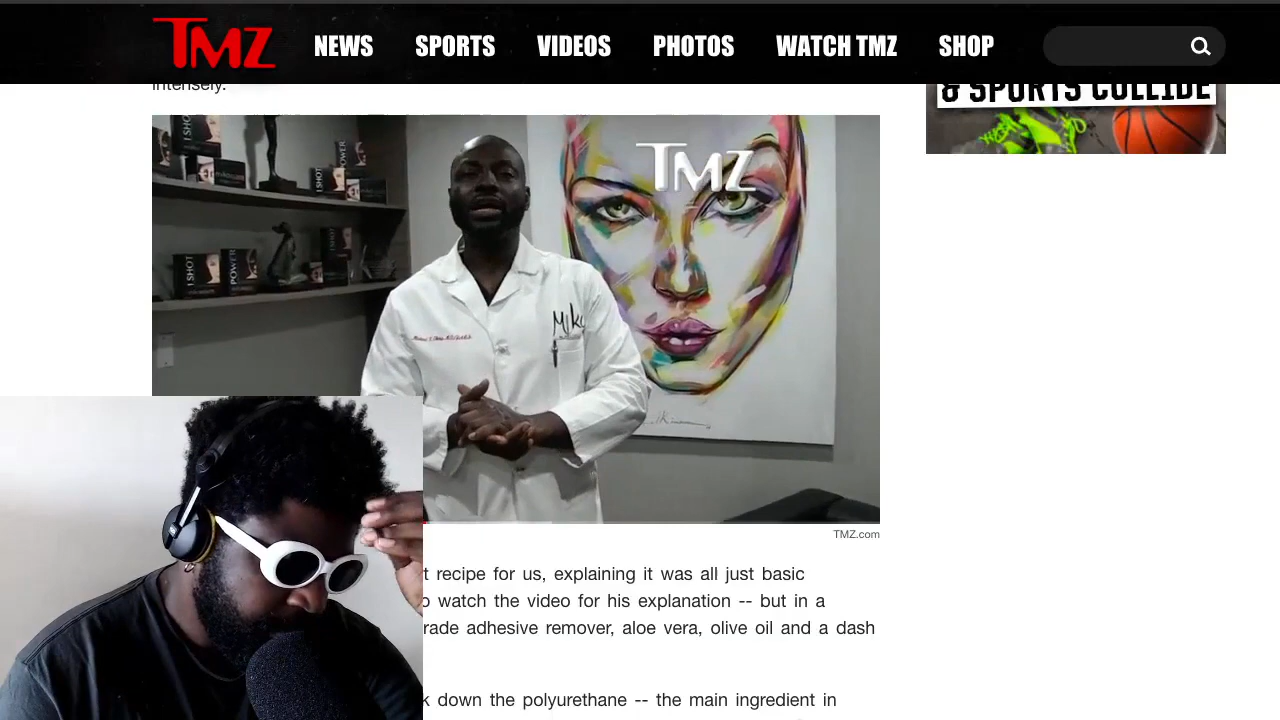 TMZ
NEWS
SPORTS
VIDEOS
PHOTOS
WATCH TMZ
SHOP
intensely.
& SPORTS COLLIDE
I SHOT
POWER
I SHOT
POWER
TMZ
TMZ.com
t recipe for us, explaining it was all just basic
o watch the video for his explanation -- but in a
rade adhesive remover, aloe vera, olive oil and a dash
k down the polyurethane -- the main ingredient in